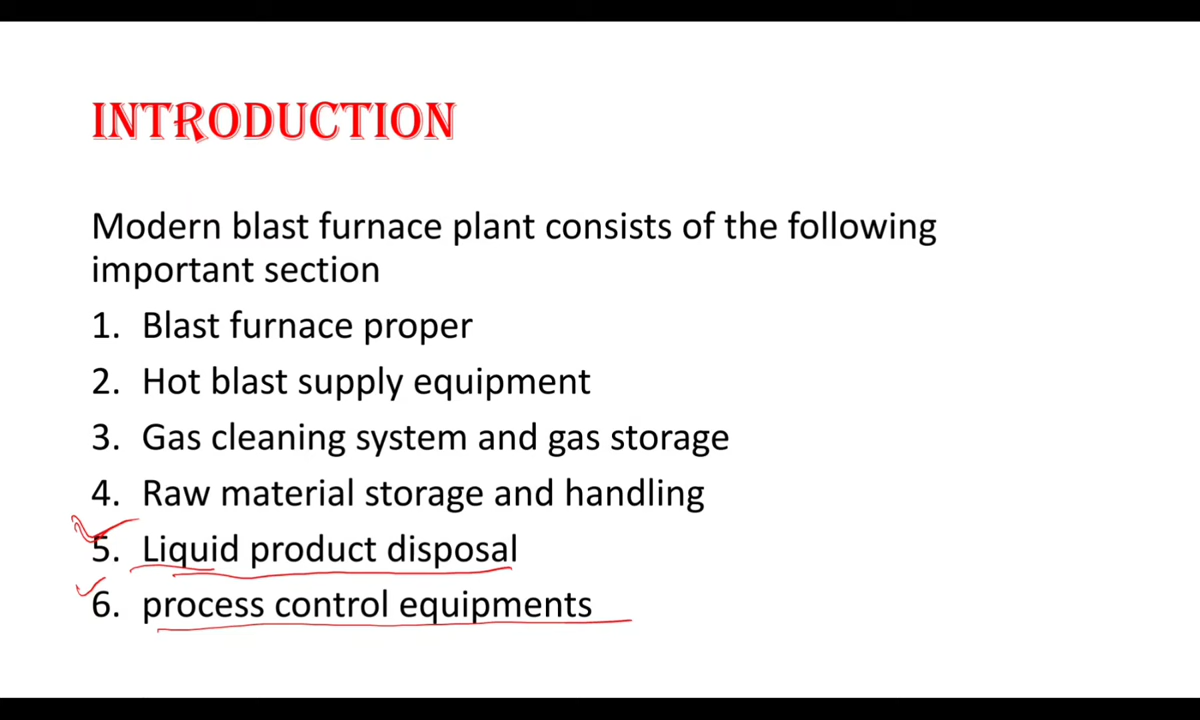 INTRODUCTION
Modern blast furnace plant consists of the following
important section
1. Blast furnace proper
2. Hot blast supply equipment
3. Gas cleaning system and gas storage
4. Raw material storage and handling
5. Liquid product disposal
6. process control equipments